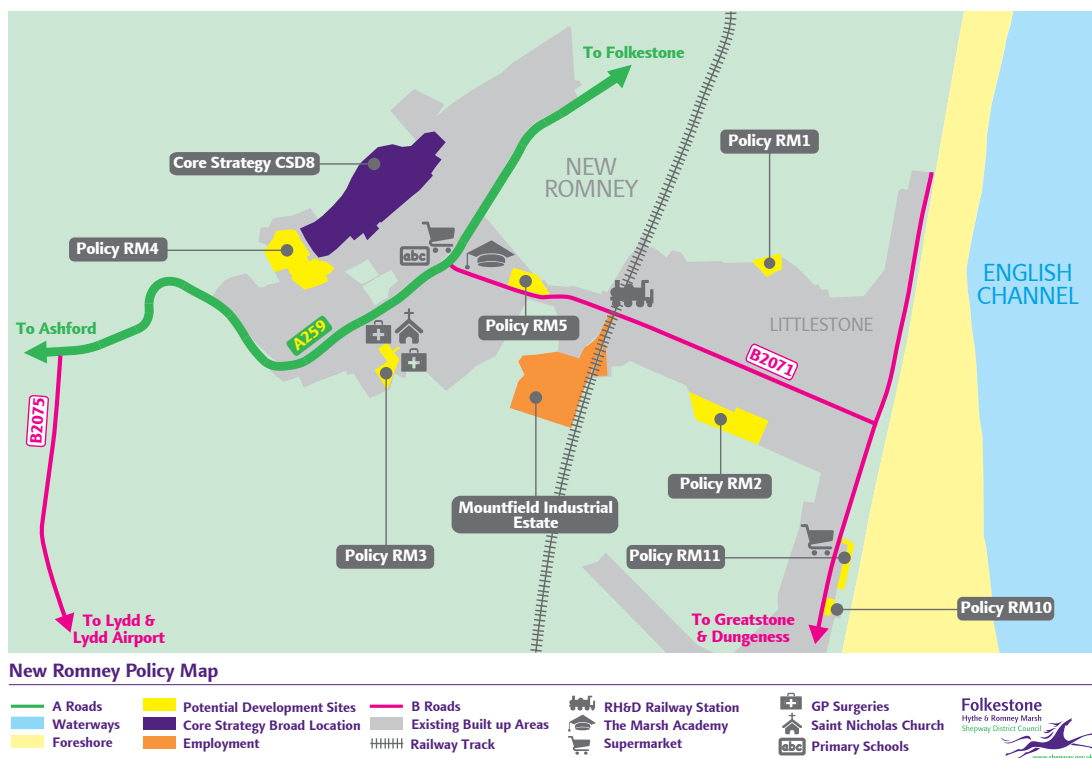 To Folkestone
Policy RM1
Core Strategy CSD8
NEW
ROMNEY
Policy RM4
abc
ENGLISH
CHANNEL
To Ashford
A259
Policy RM5
LITTLESTONE
B2071
B2075
Policy RM2
Mountfield Industrial
Estate
Policy RM3
Policy RM11
Policy RM10
To Lydd &
Lydd Airport
To Greatstone
& Dungeness
New Romney Policy Map
A Roads
Waterways
Foreshore
Potential Development Sites
Core Strategy Broad Location
Employment
B Roads
Existing Built up Areas
Railway Track
RH&D Railway Station
The Marsh Academy
Supermarket
GP Surgeries
Saint Nicholas Church
abc Primary Schools
Folkestone
Hythe & Romney Marsh
Shepway District Council